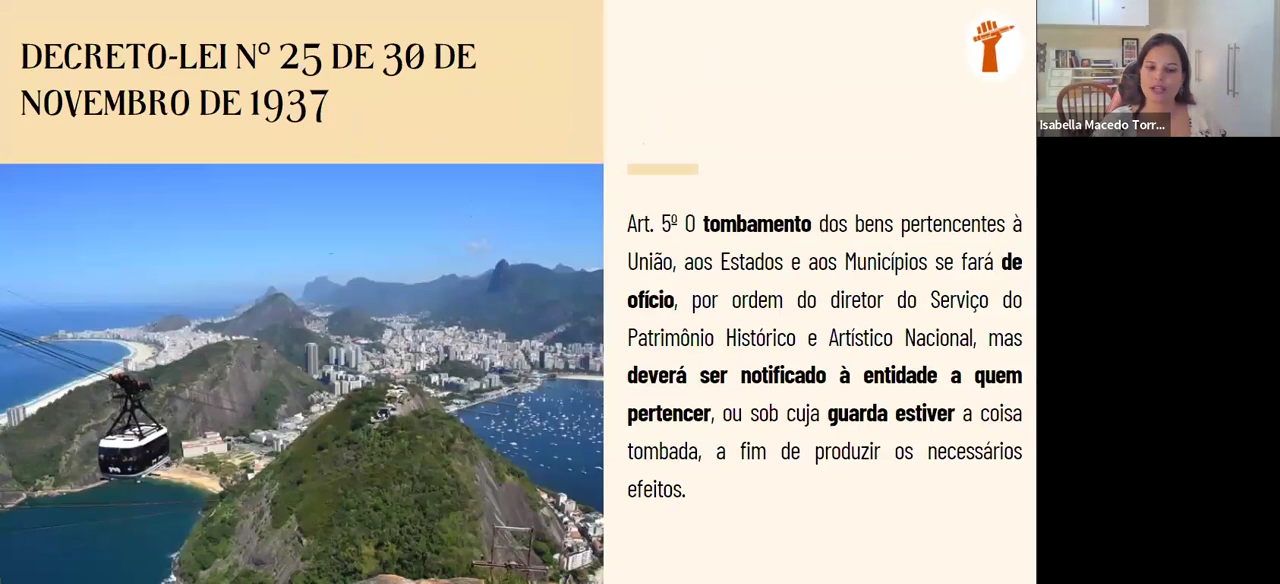 DECRETO-LEI Nº 25 DE 30 DE
NOVEMBRO DE 1937
Art. 5º O tombamento dos bens pertencentes à
União, aos Estados e aos Municípios se fará de
ofício, por ordem do diretor do Serviço do
Patrimônio Histórico e Artístico Nacional, mas
deverá ser notificado à entidade a quem
pertencer, ou sob cuja guarda estiver a coisa
tombada, a fim de produzir os necessários
efeitos.
Isabella Macedo Torr...